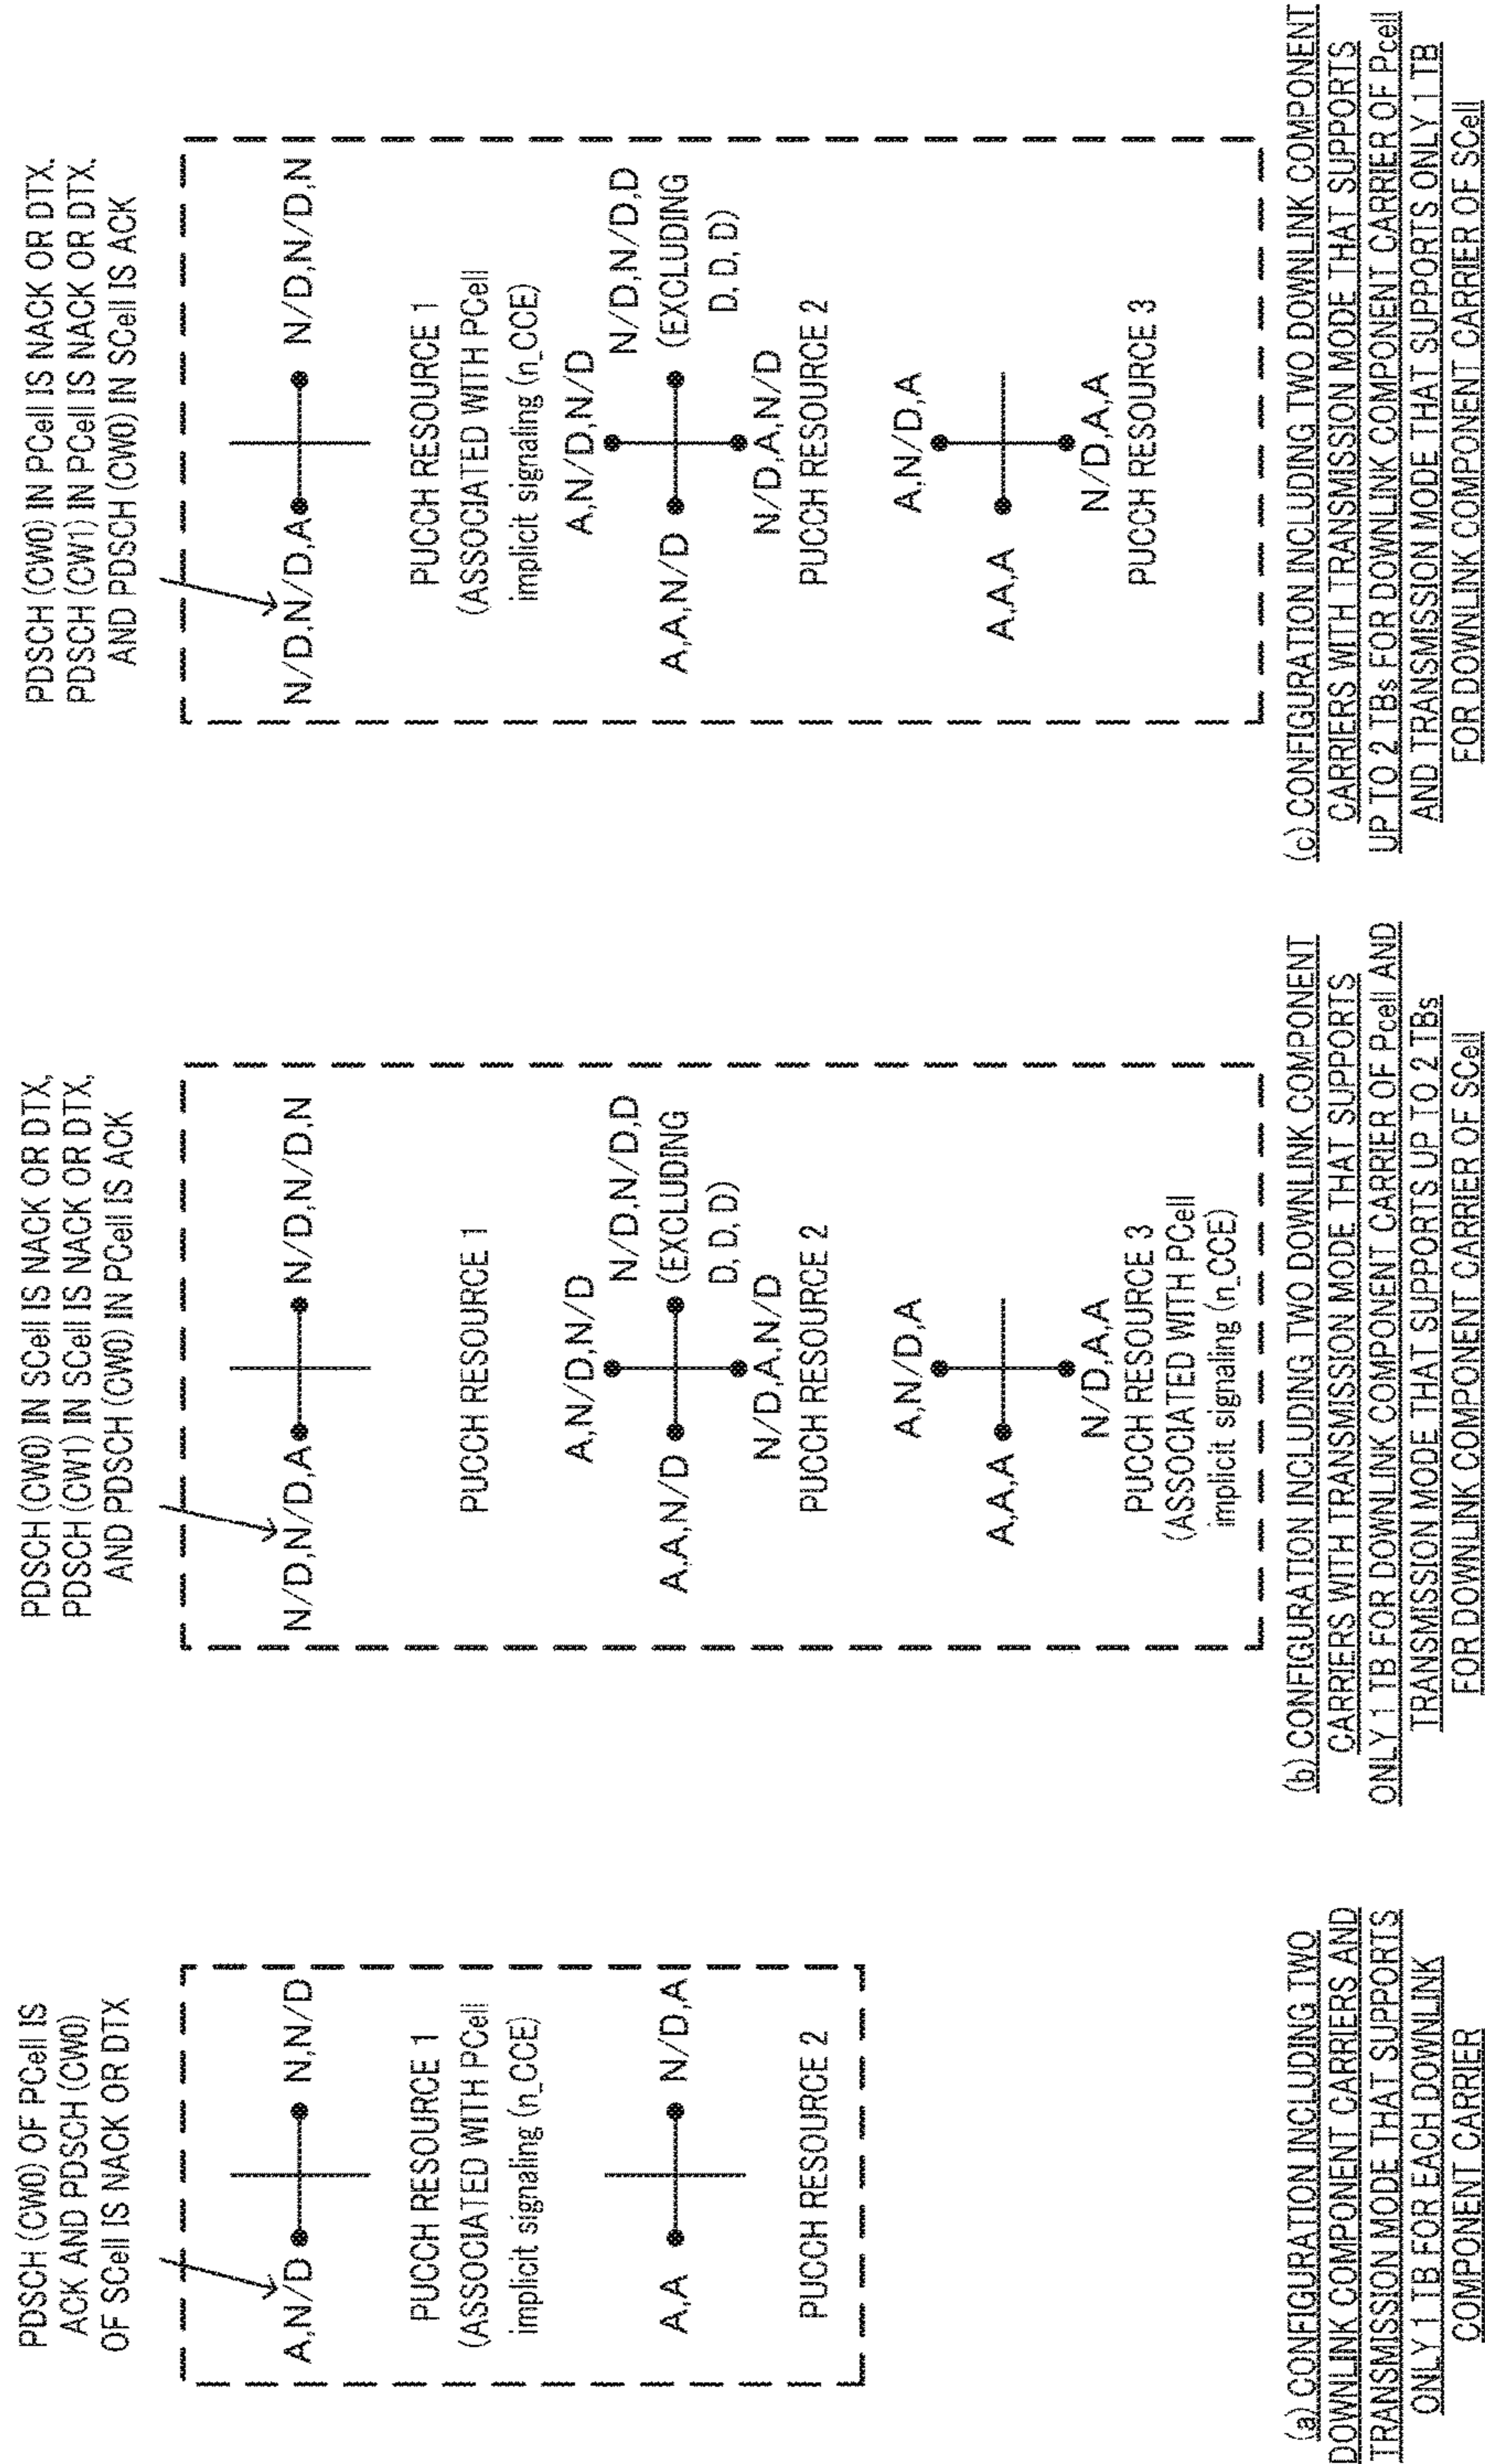 PDSCH (CW0) OF PCell IS
ACK AND PDSCH (CW0)
OF SCell IS NACK OR DTX
A,N/D
N,N/D
PUCCH RESOURCE 1
(ASSOCIATED WITH PCell
implicit signaling (n_CCE)
A,A
N/D,A
PUCCH RESOURCE 2
(a) CONFIGURATION INCLUDING TWO
DOWNLINK COMPONENT CARRIERS AND
TRANSMISSION MODE THAT SUPPORTS
ONLY 1 TB FOR EACH DOWNLINK
COMPONENT CARRIER
PDSCH (CW0) IN SCell IS NACK OR DTX,
PDSCH (CW1) IN SCell IS NACK OR DTX,
AND PDSCH (CW0) IN PCell IS ACK
N/D,N/D,A
N/D,N/D,N
PUCCH RESOURCE 1
A,N/D,N/D
N/D,N/D,D
A,A,N/D
(EXCLUDING
D, D, D)
N/D,A,N/D
PUCCH RESOURCE 2
A,N/D,A
A,A,A
N/D,A,A
PUCCH RESOURCE 3
(ASSOCIATED WITH PCell
implicit signaling (n_CCE)
(b) CONFIGURATION INCLUDING TWO DOWNLINK COMPONENT
CARRIERS WITH TRANSMISSION MODE THAT SUPPORTS
ONLY 1 TB FOR DOWNLINK COMPONENT CARRIER OF Pcell AND
TRANSMISSION MODE THAT SUPPORTS UP TO 2 TBs
FOR DOWNLINK COMPONENT CARRIER OF SCell
PDSCH (CW0) IN PCell IS NACK OR DTX.
PDSCH (CW1) IN PCell IS NACK OR DTX.
AND PDSCH (CW0) IN SCell IS ACK
N/D,N/D,A
N/D,N/D,N
PUCCH RESOURCE 1
(ASSOCIATED WITH PCell
implicit signaling (n_CCE)
A,N/D,N/D
N/D,N/D,D
A,A,N/D
(EXCLUDING
D, D, D)
N/D,A,N/D
PUCCH RESOURCE 2
A,N/D,A
A,A,A
N/D,A,A
PUCCH RESOURCE 3
(c) CONFIGURATION INCLUDING TWO DOWNLINK COMPONENT
CARRIERS WITH TRANSMISSION MODE THAT SUPPORTS
UP TO 2 TBs FOR DOWNLINK COMPONENT CARRIER OF Pcell
AND TRANSMISSION MODE THAT SUPPORTS ONLY 1 TB
FOR DOWNLINK COMPONENT CARRIER OF SCell